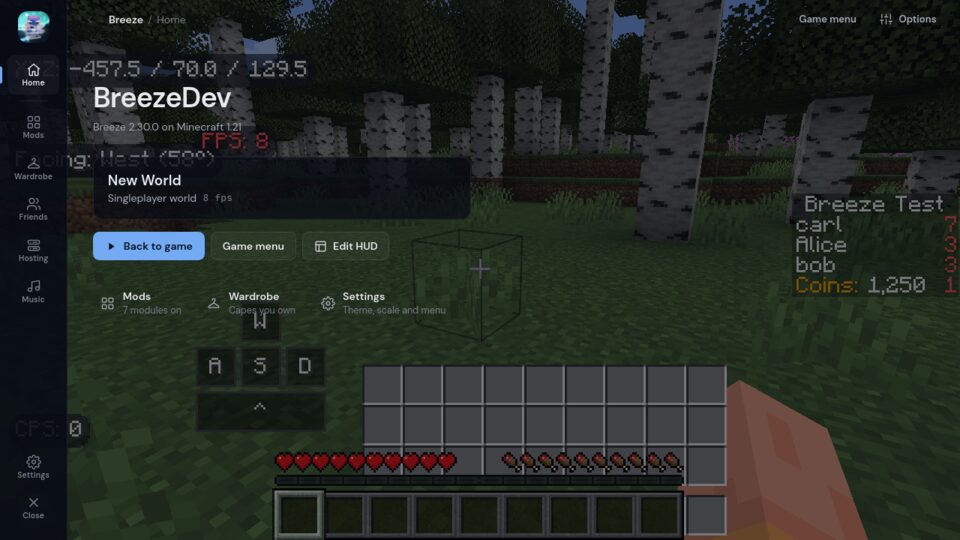 Breeze / Home
Game menu
Options
-457.5 / 70.0 / 129.5
Home
BreezeDev
Breeze 2.30.0 on Minecraft 1.21
FPS: 8
Mods
Facing: West (
Wardrobe
New World
Singleplayer world 8 fps
Friends
Breeze Test
carl 7
Alice 3
bob 3
Coins: 1,250 1
Hosting
Back to game
Game menu
Edit HUD
Music
Mods
7 modules on
Wardrobe
Capes you own
Settings
Theme, scale and menu
W
A
S
D
^
CPS: 0
Settings
Close